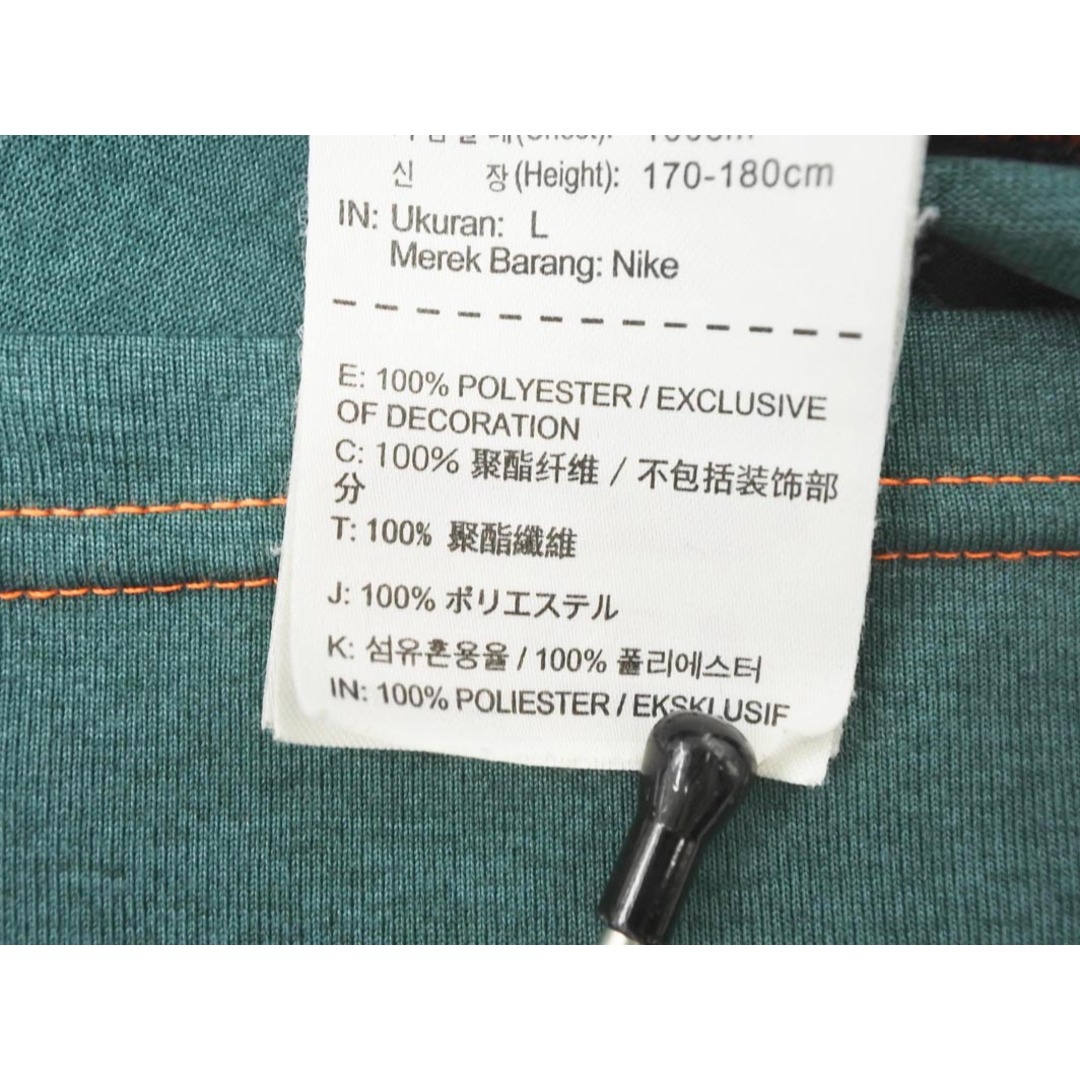 신 장(Height): 170-180cm
IN: Ukuran: L
Merek Barang: Nike
E: 100% POLYESTER / EXCLUSIVE
OF DECORATION
C: 100% 聚酯纤维 / 不包括装饰部
分
T: 100% 聚酯纖維
J: 100% ポリエステル
K: 섬유혼용율 / 100% 폴리에스터
IN: 100% POLIESTER / EKSKLUSIF